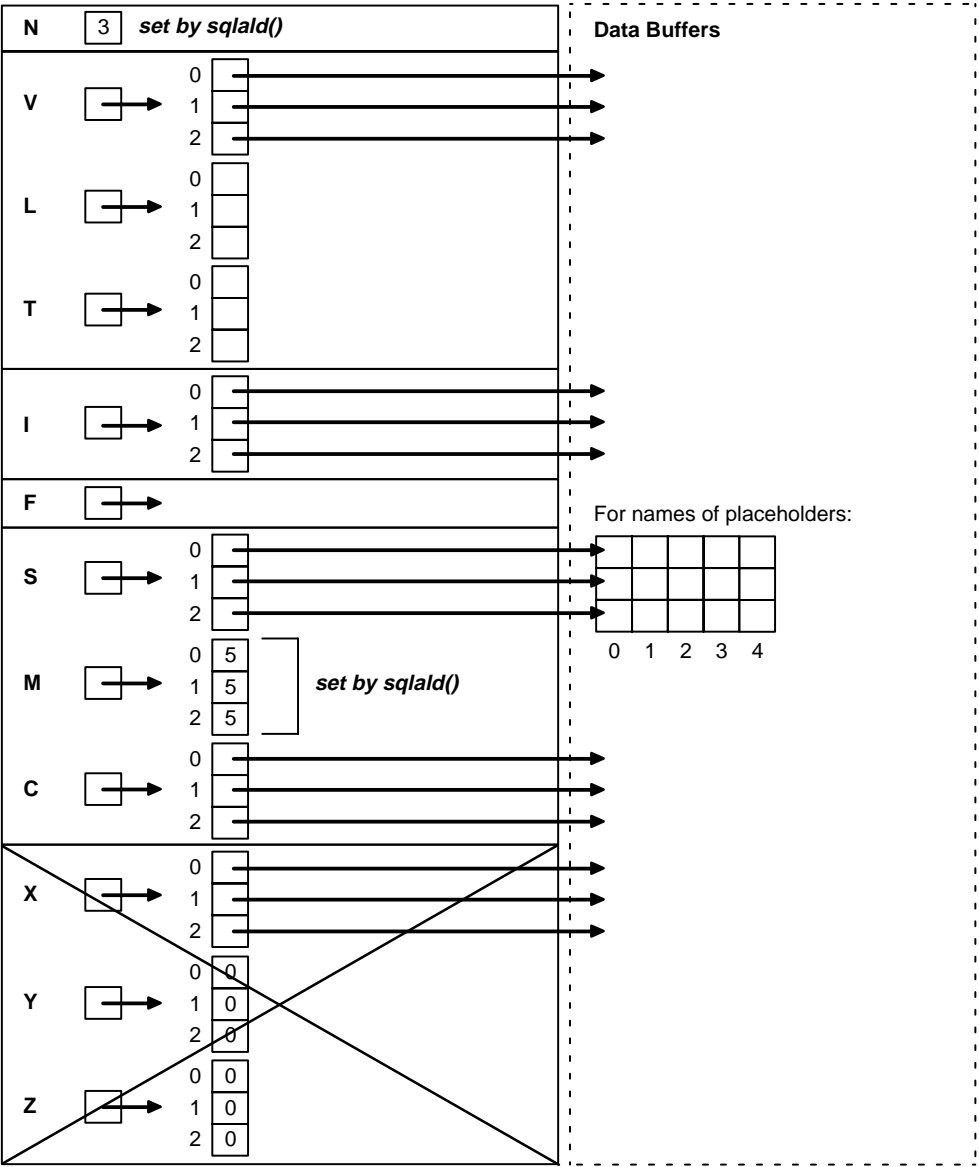 N 3 set by sqlald() Data Buffers
0
V 1
2
0
L 1
2
0
T 1
2
0
I 1
2
F
For names of placeholders:
0
S 1
2
0 1 2 3 4
0 5
M 1 5 set by sqlald()
2 5
0
C 1
2
0
X 1
2
0 0
Y 1 0
2 0
0 0
Z 1 0
2 0